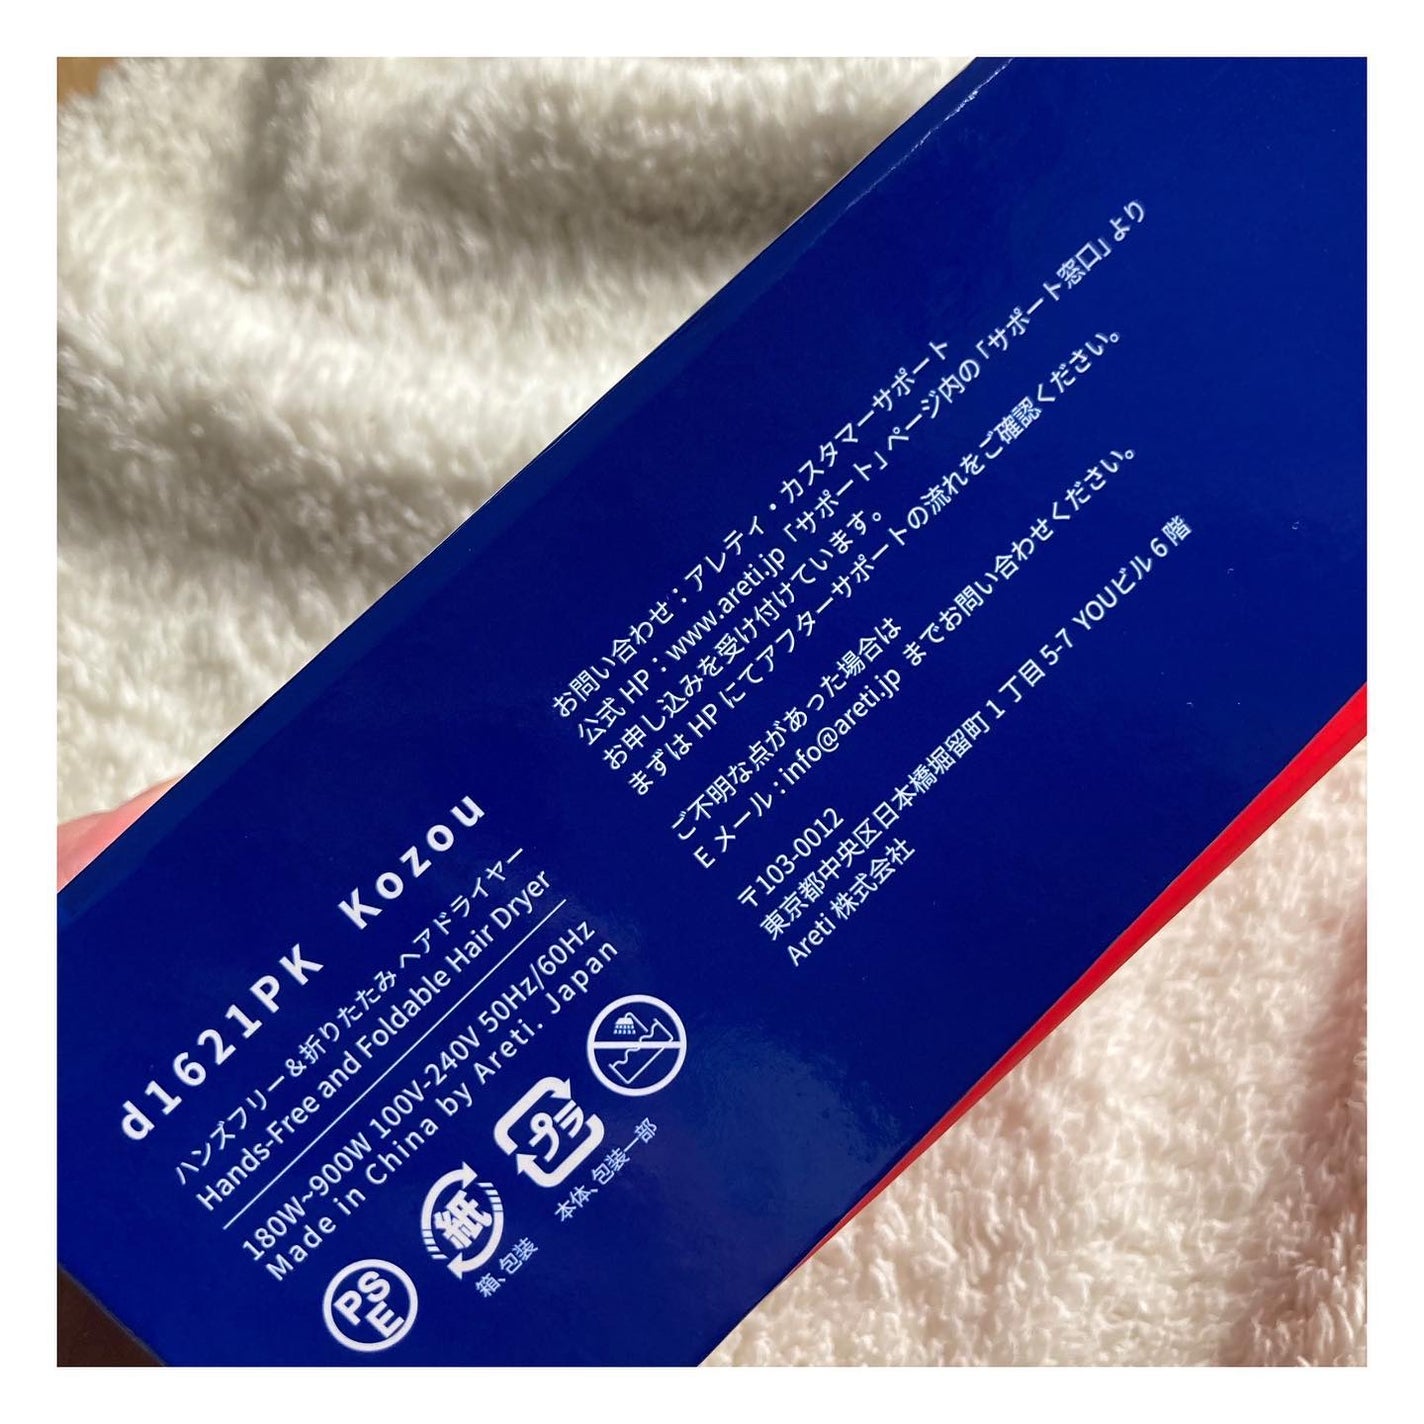 d1621PK Kozou
ハンズフリー＆折りたたみ ヘアドライヤー
Hands-Free and Foldable Hair Dryer
180W~900W 100V-240V 50Hz/60Hz
Made in China by Areti. Japan
PSE
紙
箱、包装
プラ
本体、包装一部
お問い合わせ：アレティ・カスタマーサポート
公式 HP：www.areti.jp「サポート」ページ内の「サポート窓口」より
お申し込みを受け付けています。
まずは HP にてアフターサポートの流れをご確認ください。
ご不明な点があった場合は
E メール : info@areti.jp までお問い合わせください。
〒103-0012
東京都中央区日本橋堀留町 1 丁目 5-7 YOUビル 6 階
Areti 株式会社